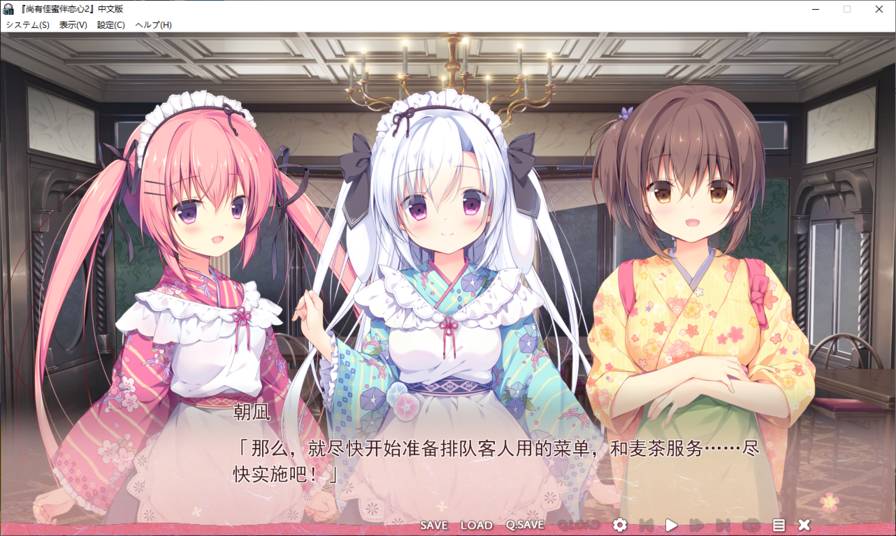 『尚有佳蜜伴恋心2』中文版
システム(S) 表示(V) 設定(C) ヘルプ(H)
朝凪
「那么，就尽快开始准备排队客人用的菜单，和麦茶服务……尽
快实施吧！」
SAVE LOAD Q.SAVE